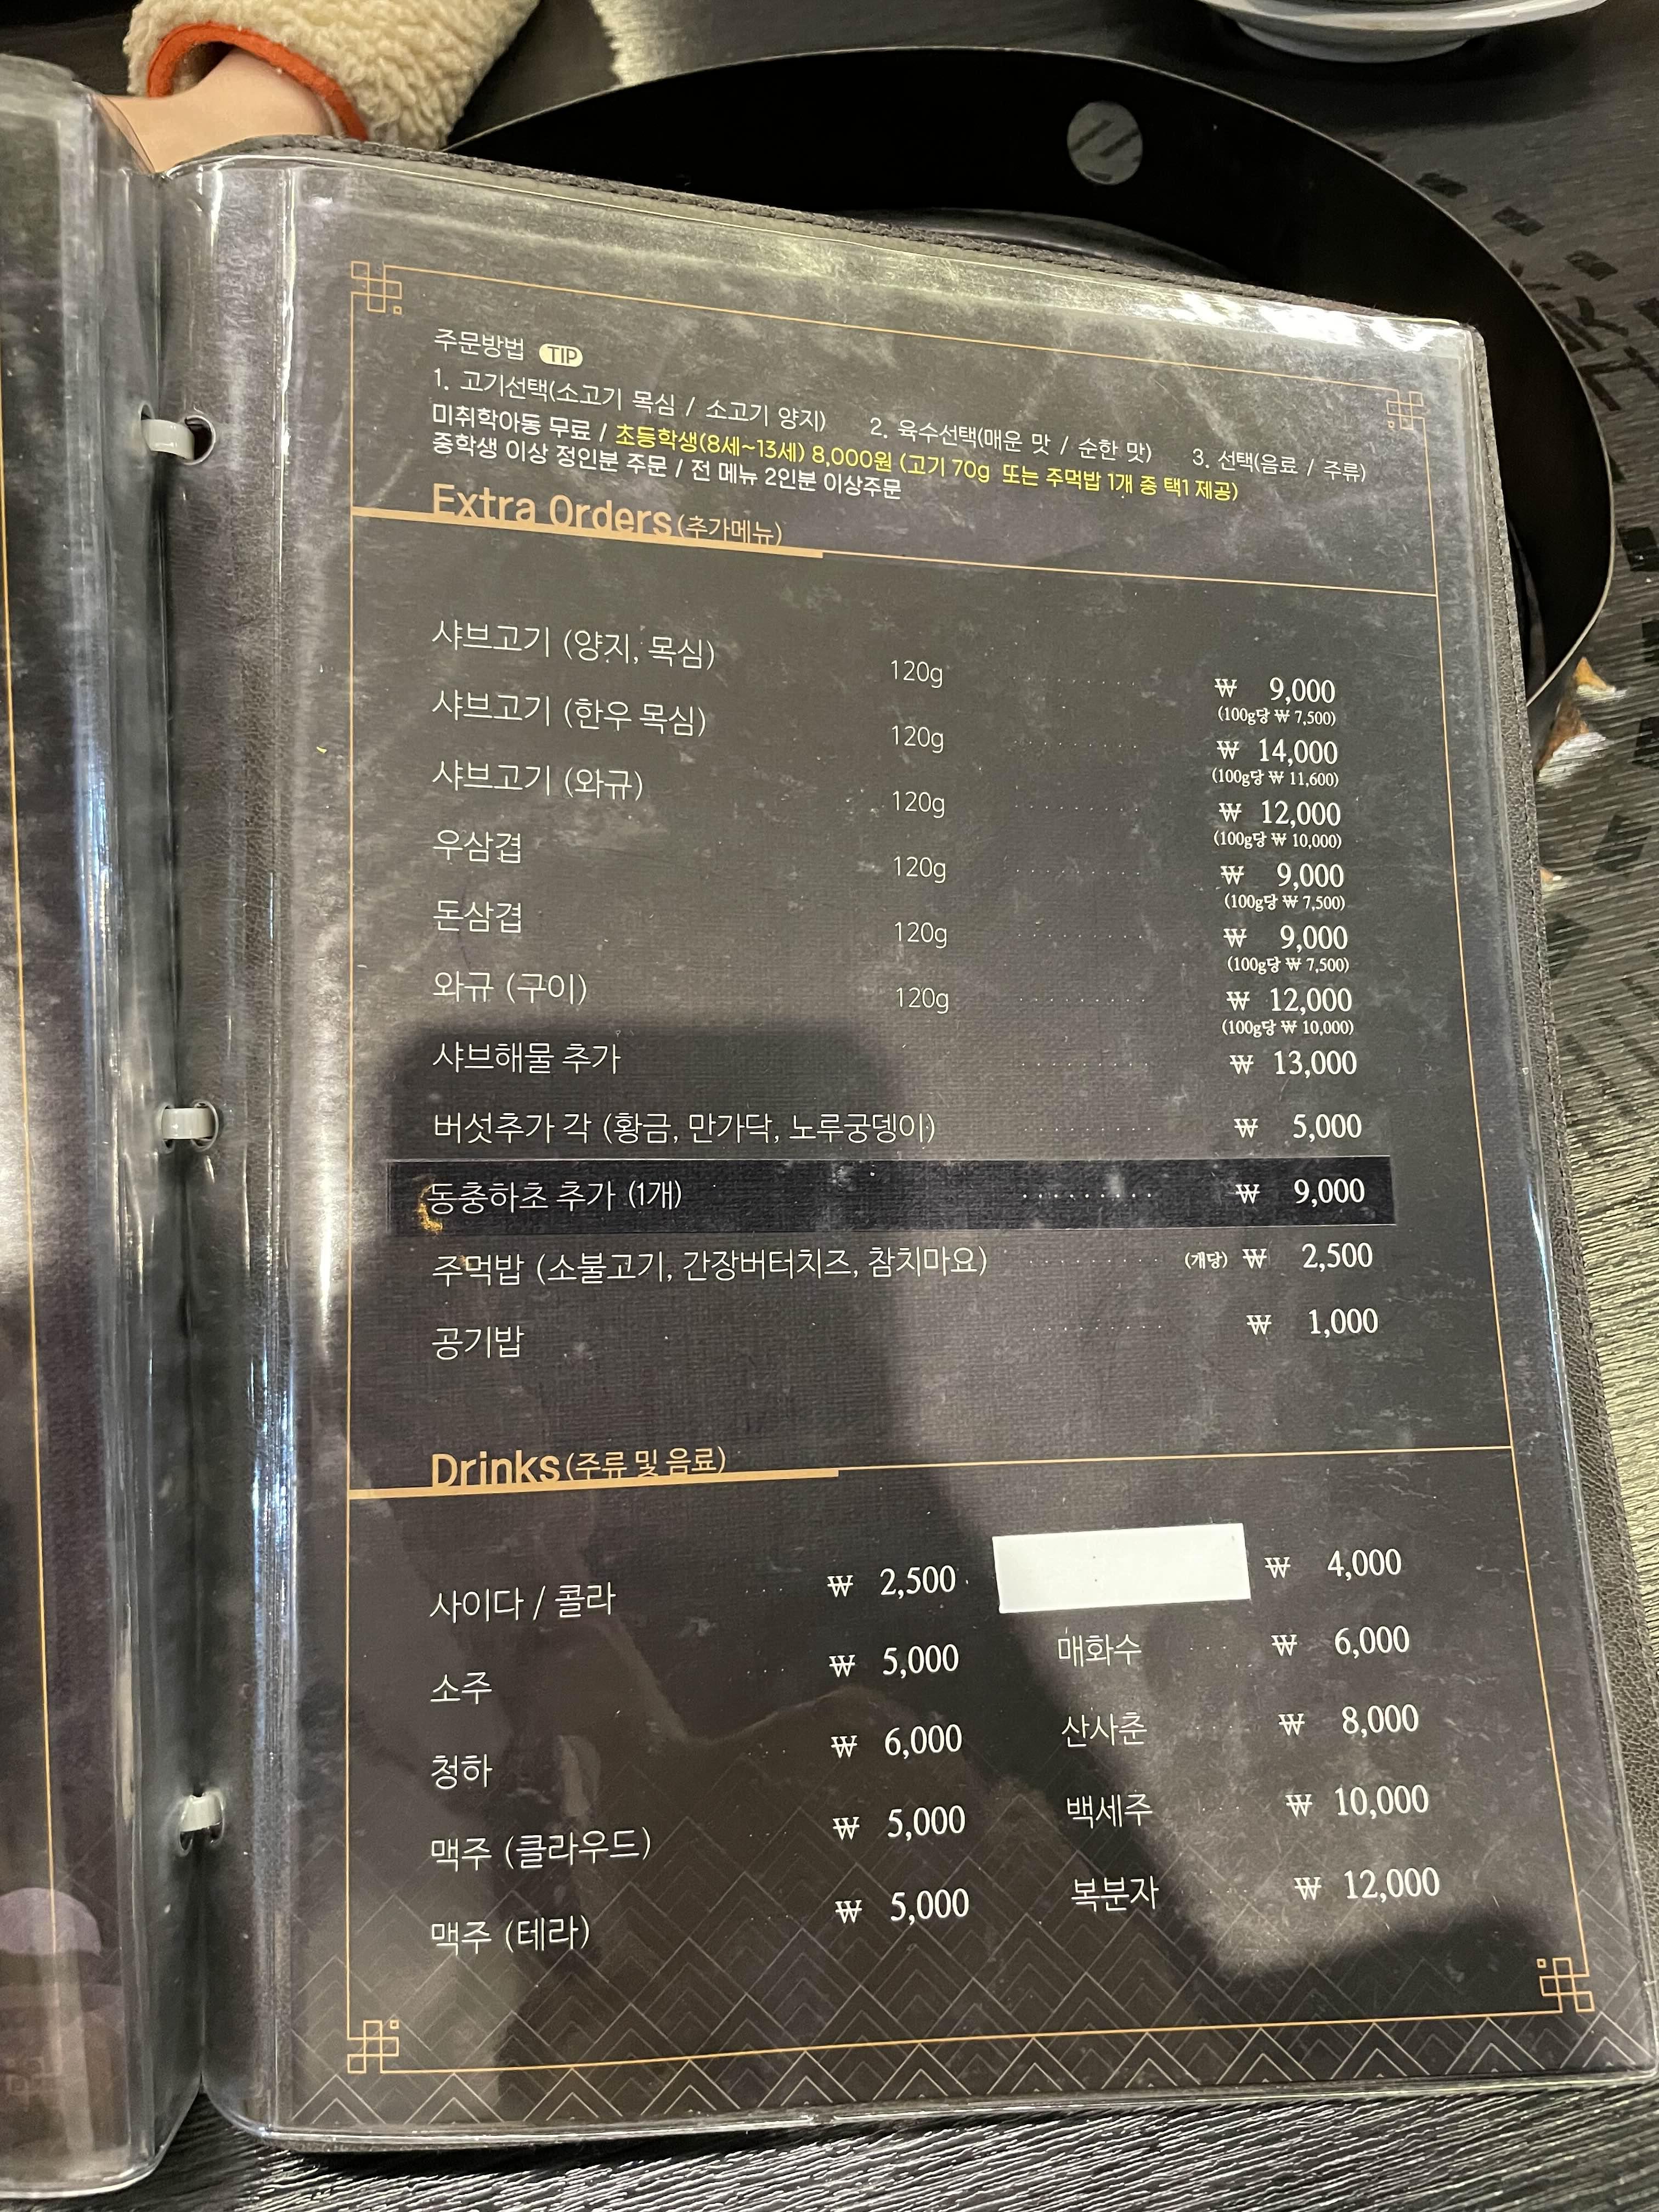 주문방법 TIP
1. 고기선택(소고기 목심 / 소고기 양지) 2. 육수선택(매운 맛 / 순한 맛) 3. 선택(음료 / 주류)
미취학아동 무료 / 초등학생(8세~13세) 8,000원 (고기 70g 또는 주먹밥 1개 중 택1 제공)
중학생 이상 정인분 주문 / 전 메뉴 2인분 이상주문
Extra Orders(추가메뉴)
샤브고기 (양지, 목심) 120g ₩ 9,000
(100g당 ₩ 7,500)
샤브고기 (한우 목심) 120g ₩ 14,000
(100g당 ₩ 11,600)
샤브고기 (와규) 120g ₩ 12,000
(100g당 ₩ 10,000)
우삼겹 120g ₩ 9,000
(100g당 ₩ 7,500)
돈삼겹 120g ₩ 9,000
(100g당 ₩ 7,500)
와규 (구이) 120g ₩ 12,000
(100g당 ₩ 10,000)
샤브해물 추가 ₩ 13,000
버섯추가 각 (황금, 만가닥, 노루궁뎅이) ₩ 5,000
동충하초 추가 (1개) ₩ 9,000
주먹밥 (소불고기, 간장버터치즈, 참치마요) (개당) ₩ 2,500
공기밥 ₩ 1,000
Drinks(주류 및 음료)
사이다 / 콜라 ₩ 2,500
소주 ₩ 5,000
청하 ₩ 6,000
맥주 (클라우드) ₩ 5,000
맥주 (테라) ₩ 5,000
₩ 4,000
매화수 ₩ 6,000
산사춘 ₩ 8,000
백세주 ₩ 10,000
복분자 ₩ 12,000